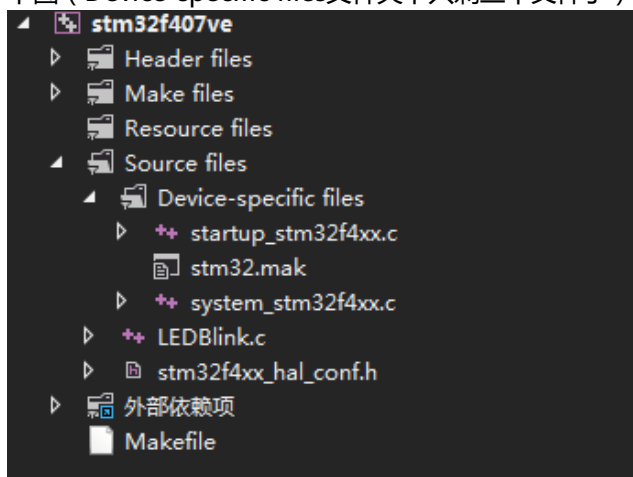 stm32f407ve
Header files
Make files
Resource files
Source files
Device-specific files
startup_stm32f4xx.c
stm32.mak
system_stm32f4xx.c
LEDBlink.c
stm32f4xx_hal_conf.h
外部依赖项
Makefile